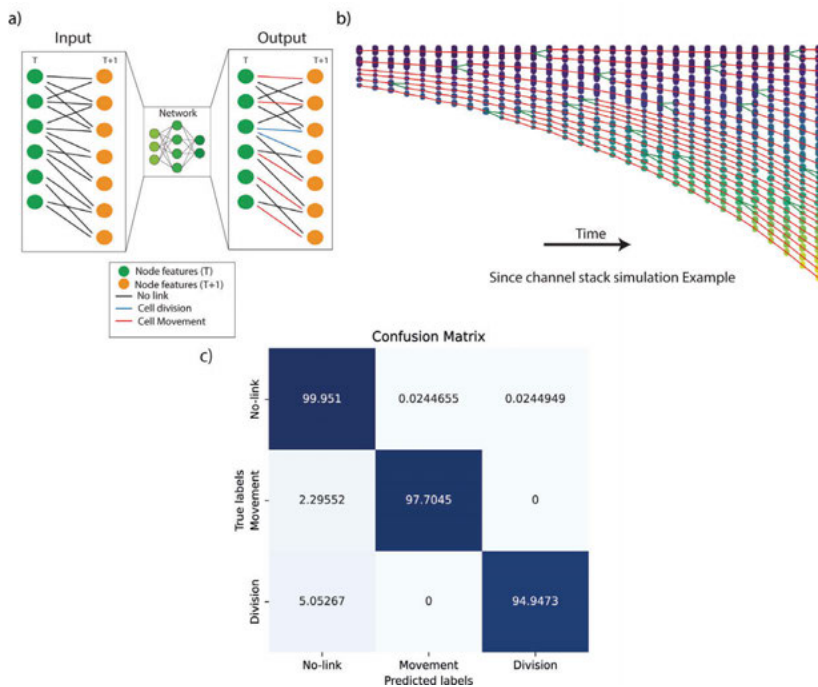 a)
Input
T
T+1
Network
Output
T
T+1
Node features (T)
Node features (T+1)
No link
Cell division
Cell Movement
b)
Time
Since channel stack simulation Example
c)
Confusion Matrix
True labels
No-link
Movement
Division
99.951
0.0244655
0.0244949
2.29552
97.7045
0
5.05267
0
94.9473
No-link
Movement
Division
Predicted labels